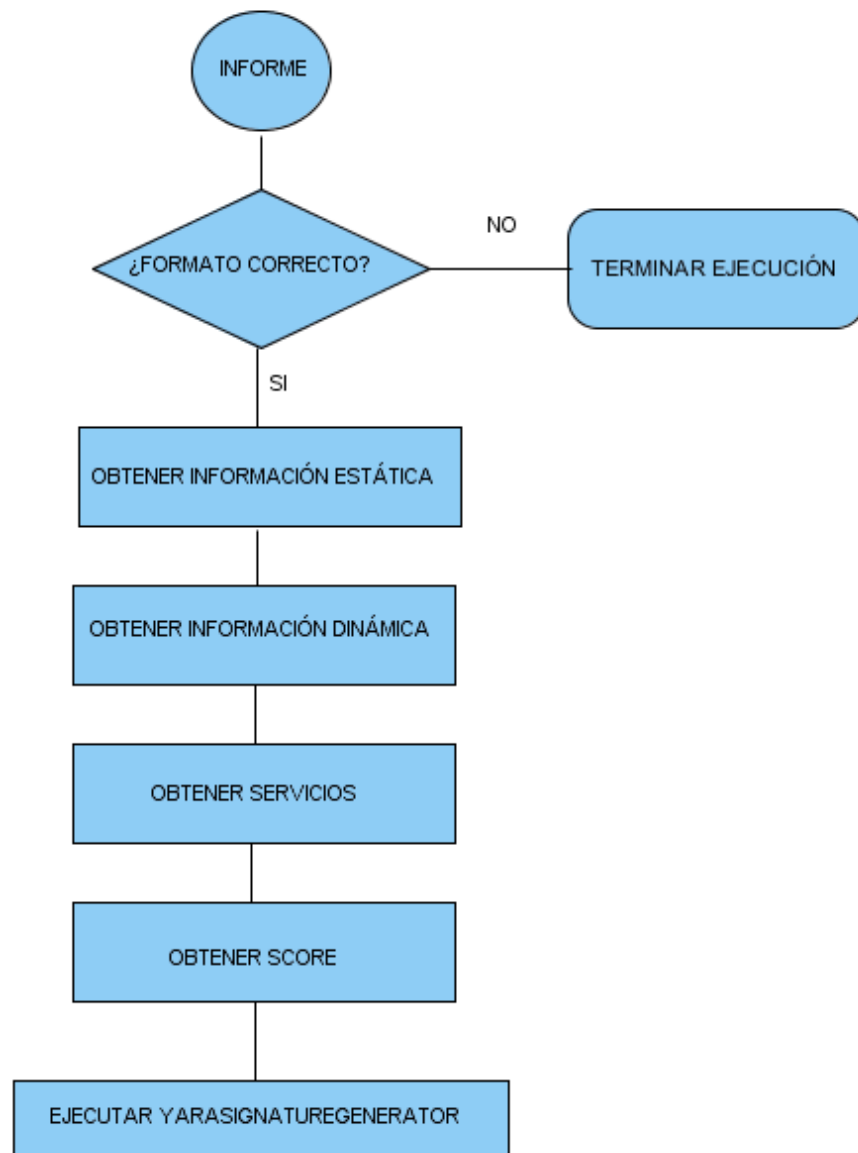 INFORME
¿FORMATO CORRECTO?
NO
TERMINAR EJECUCIÓN
SI
OBTENER INFORMACIÓN ESTÁTICA
OBTENER INFORMACIÓN DINÁMICA
OBTENER SERVICIOS
OBTENER SCORE
EJECUTAR YARASIGNATUREGENERATOR